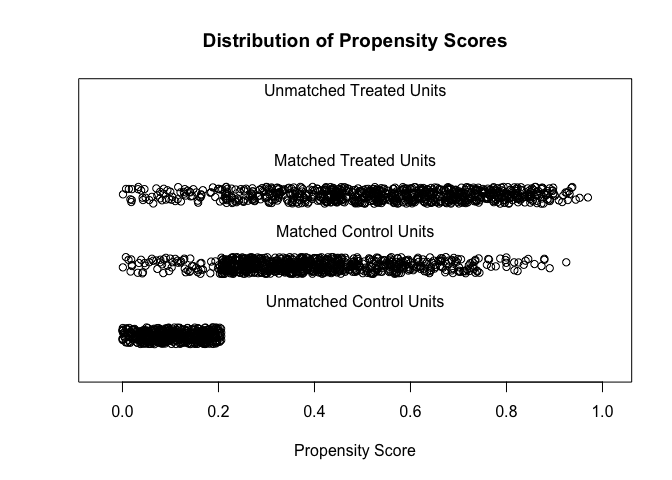 Distribution of Propensity Scores
Unmatched Treated Units
Matched Treated Units
Matched Control Units
Unmatched Control Units
0.0 0.2 0.4 0.6 0.8 1.0
Propensity Score